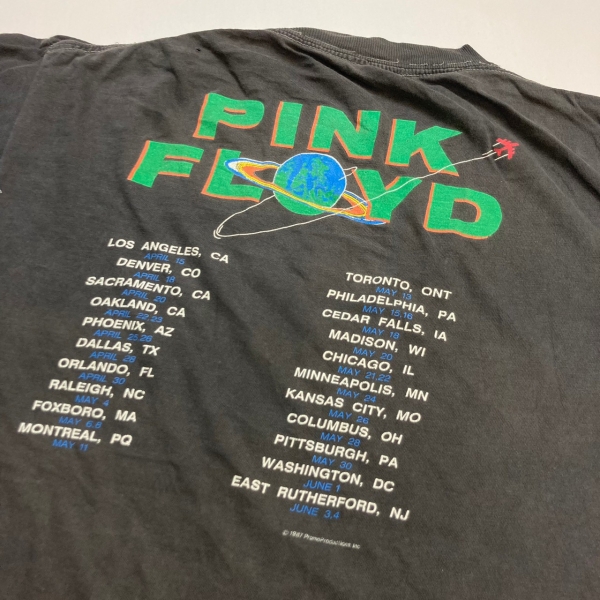 PINK
FLOYD
LOS ANGELES, CA
APRIL 15
DENVER, CO
APRIL 18
SACRAMENTO, CA
APRIL 20
OAKLAND, CA
APRIL 22,23
PHOENIX, AZ
APRIL 25,26
DALLAS, TX
APRIL 28
ORLANDO, FL
APRIL 30
RALEIGH, NC
MAY 4
FOXBORO, MA
MAY 6,8
MONTREAL, PQ
MAY 11
TORONTO, ONT
MAY 13
PHILADELPHIA, PA
MAY 15,16
CEDAR FALLS, IA
MAY 18
MADISON, WI
MAY 20
CHICAGO, IL
MAY 21,22
MINNEAPOLIS, MN
MAY 24
KANSAS CITY, MO
MAY 26
COLUMBUS, OH
MAY 28
PITTSBURGH, PA
MAY 30
WASHINGTON, DC
JUNE 1
EAST RUTHERFORD, NJ
JUNE 3,4
© 1987